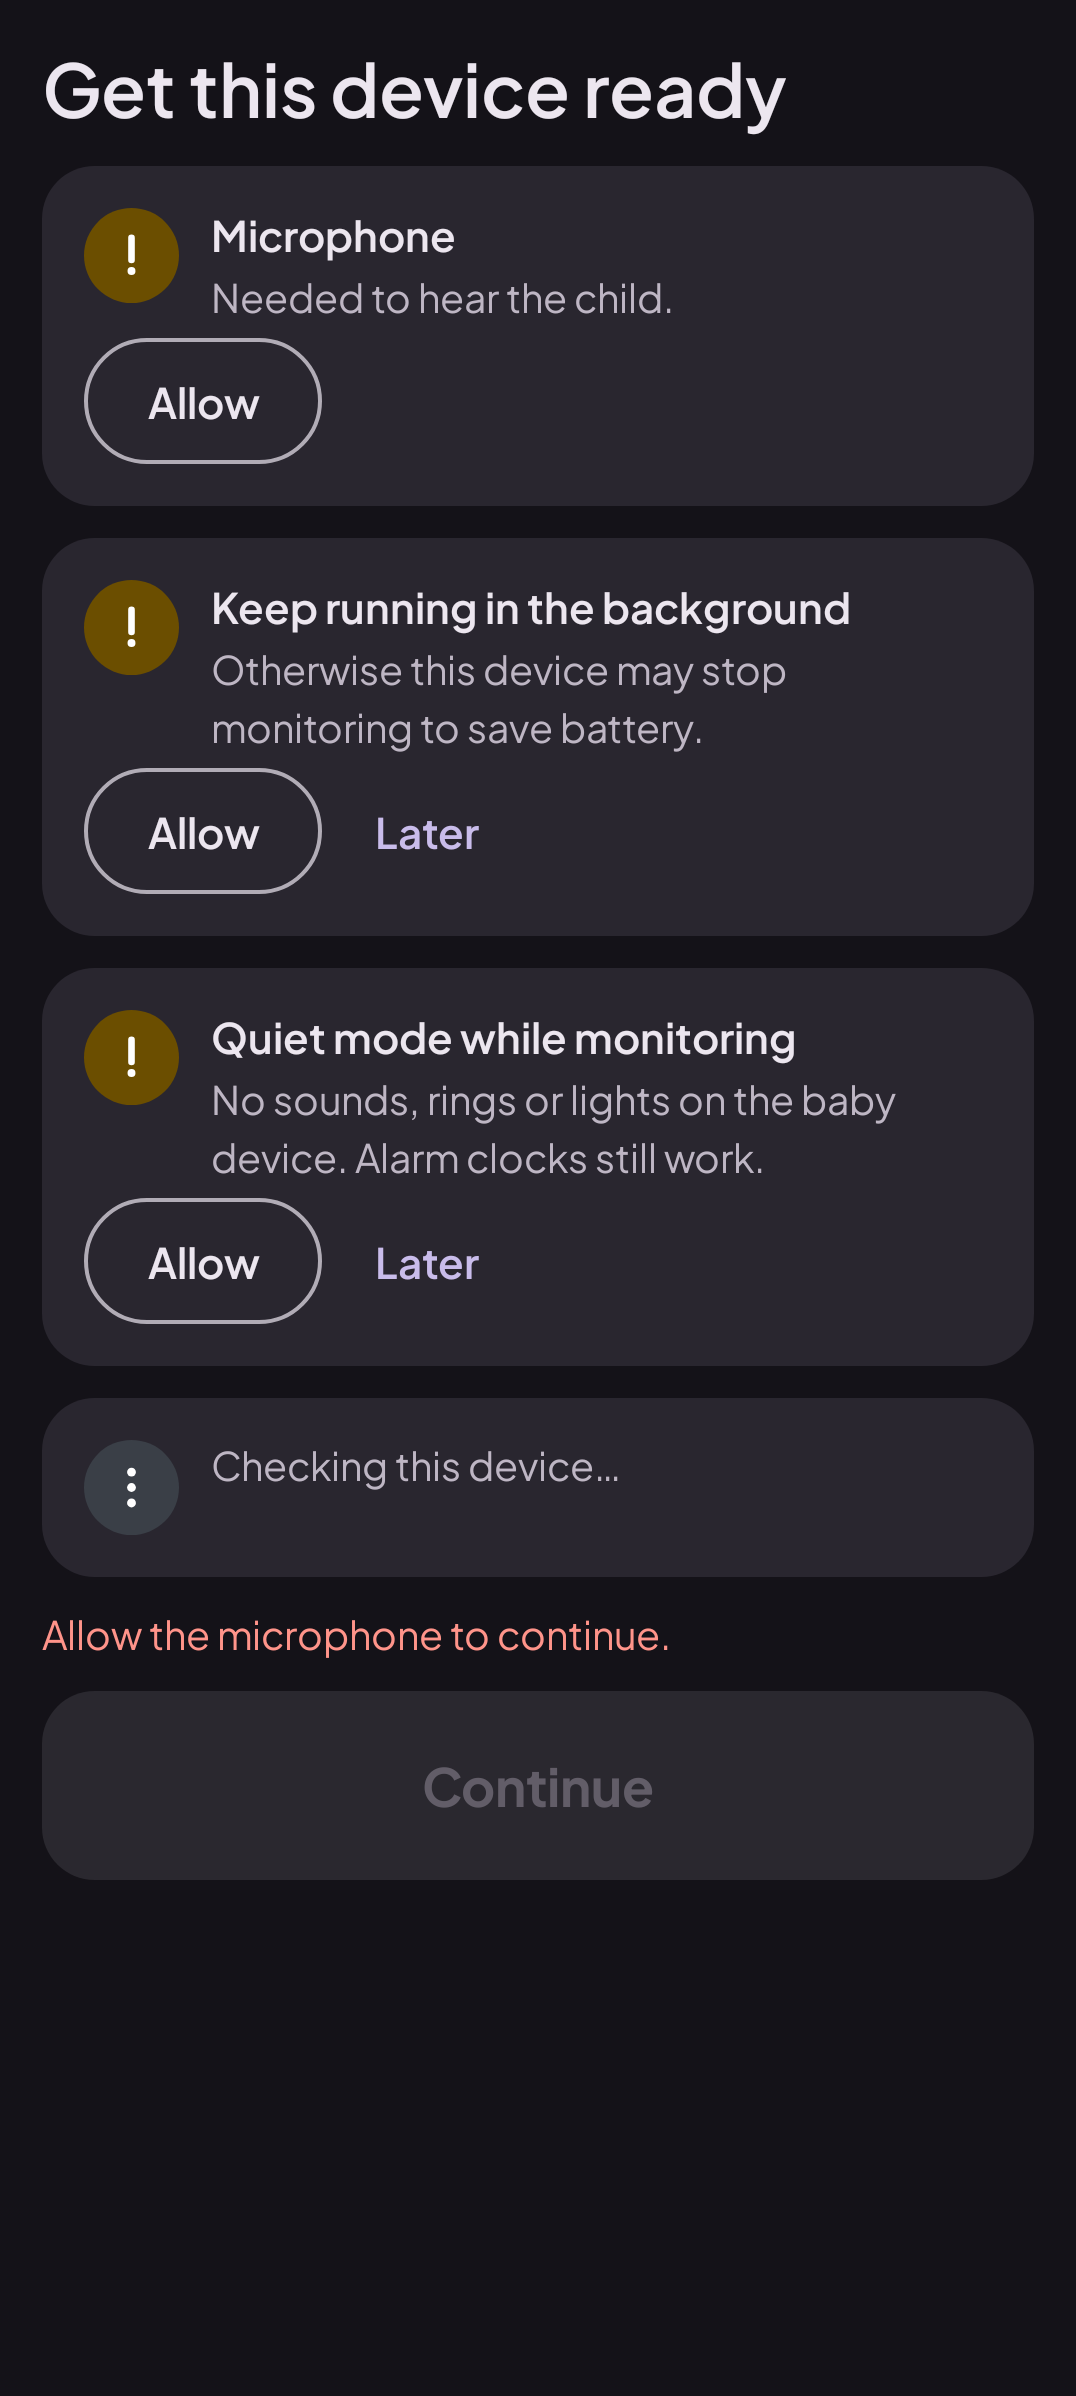 Get this device ready
Microphone
Needed to hear the child.
Allow
Keep running in the background
Otherwise this device may stop
monitoring to save battery.
Allow
Later
Quiet mode while monitoring
No sounds, rings or lights on the baby
device. Alarm clocks still work.
Allow
Later
Checking this device…
Allow the microphone to continue.
Continue